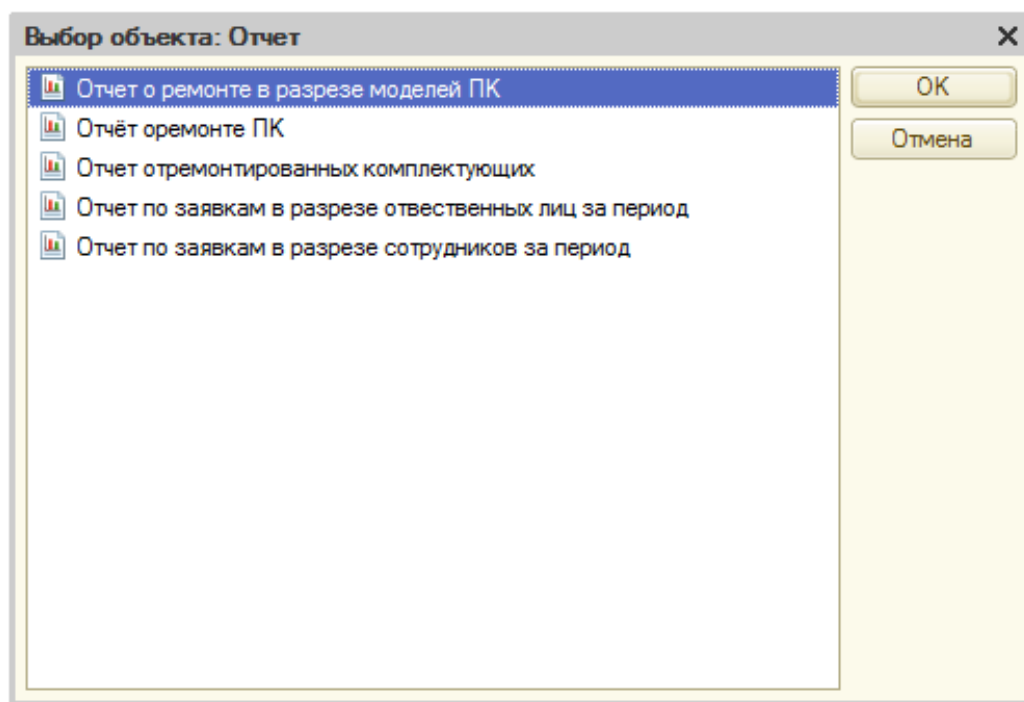 Выбор объекта: Отчет
Отчет о ремонте в разрезе моделей ПК
Отчёт оремонте ПК
Отчет отремонтированных комплектующих
Отчет по заявкам в разрезе отвественных лиц за период
Отчет по заявкам в разрезе сотрудников за период
OK
Отмена